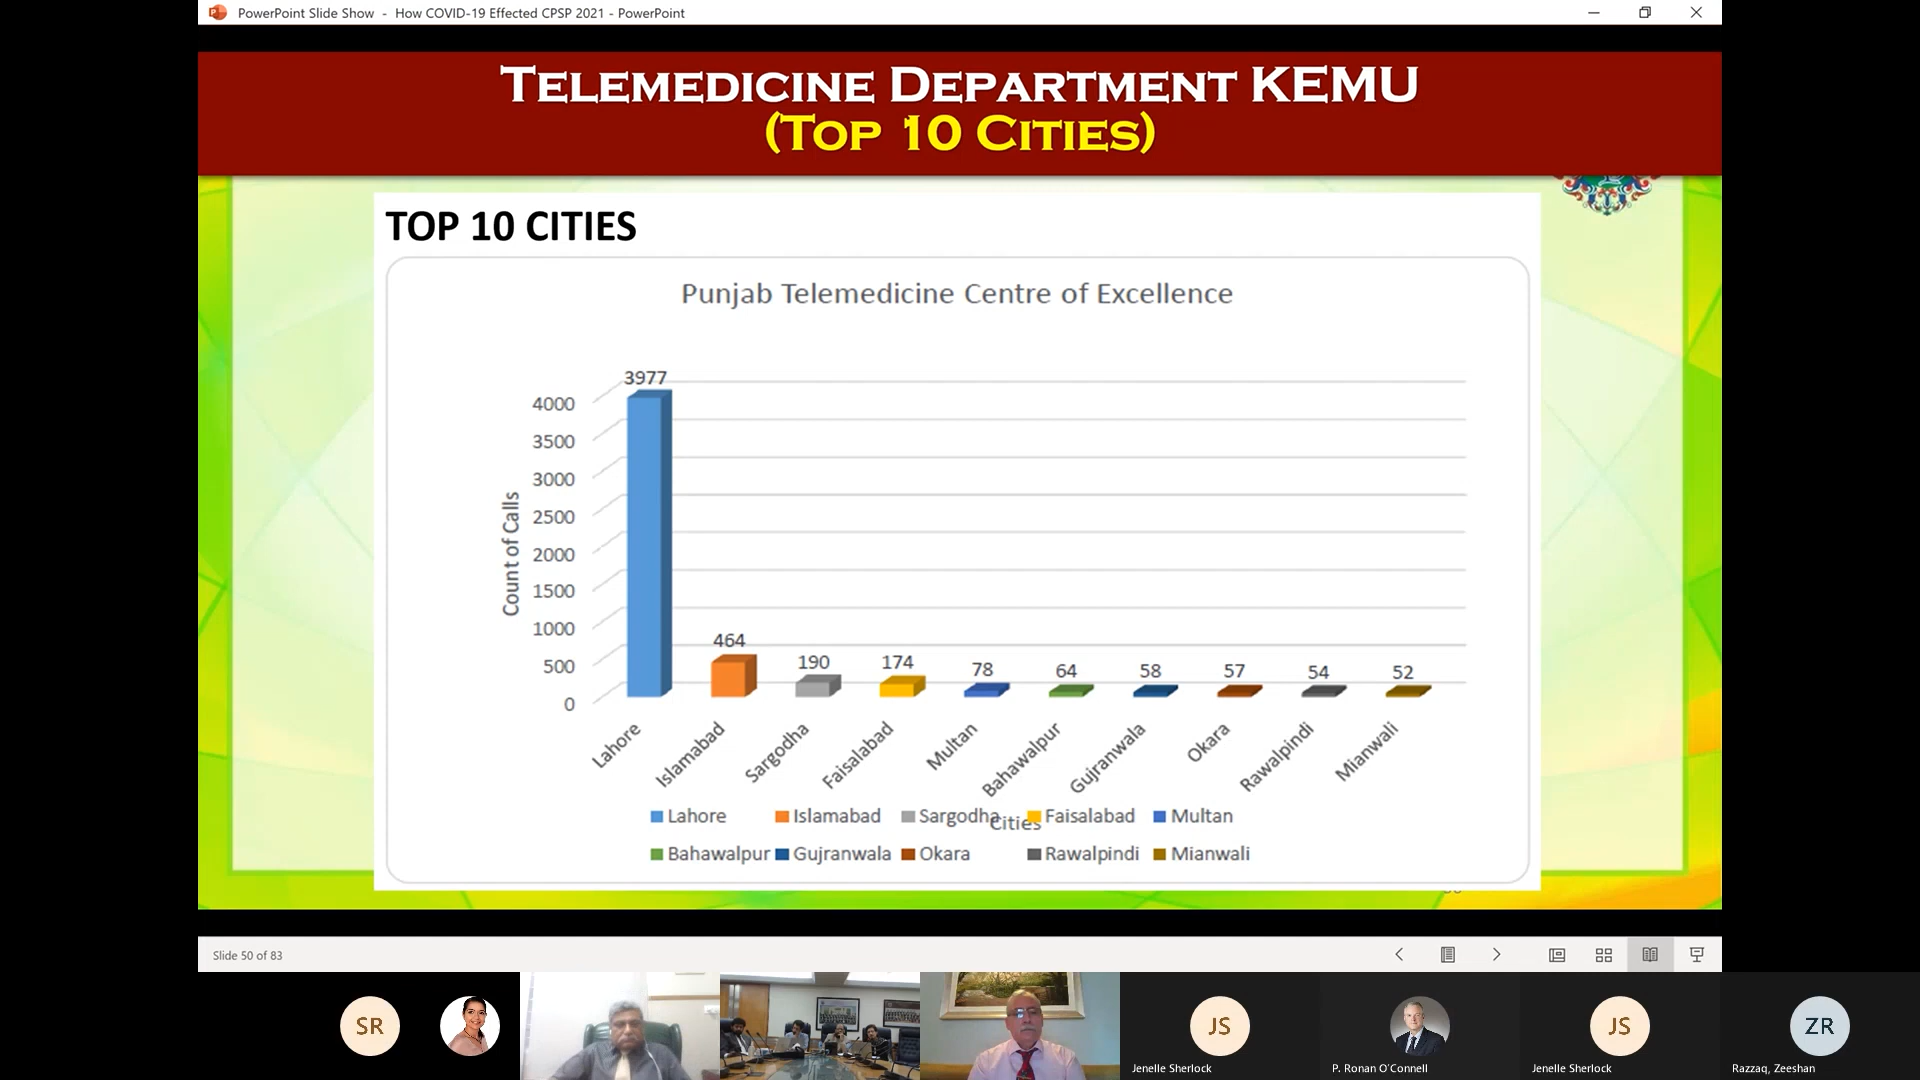 PowerPoint Slide Show - How COVID-19 Effected CPSP 2021 - PowerPoint
TELEMEDICINE DEPARTMENT KEMU
(TOP 10 CITIES)
TOP 10 CITIES
Punjab Telemedicine Centre of Excellence
Count of Calls
4000
3500
3000
2500
2000
1500
1000
500
0
3977
464
190
174
78
64
58
57
54
52
Lahore
Islamabad
Sargodha
Faisalabad
Multan
Bahawalpur
Gujranwala
Okara
Rawalpindi
Mianwali
Cities
Lahore Islamabad Sargodha Faisalabad Multan
Bahawalpur Gujranwala Okara Rawalpindi Mianwali
Slide 50 of 83
SR
JS
JS
ZR
Jenelle Sherlock
P. Ronan O'Connell
Jenelle Sherlock
Razzaq, Zeeshan